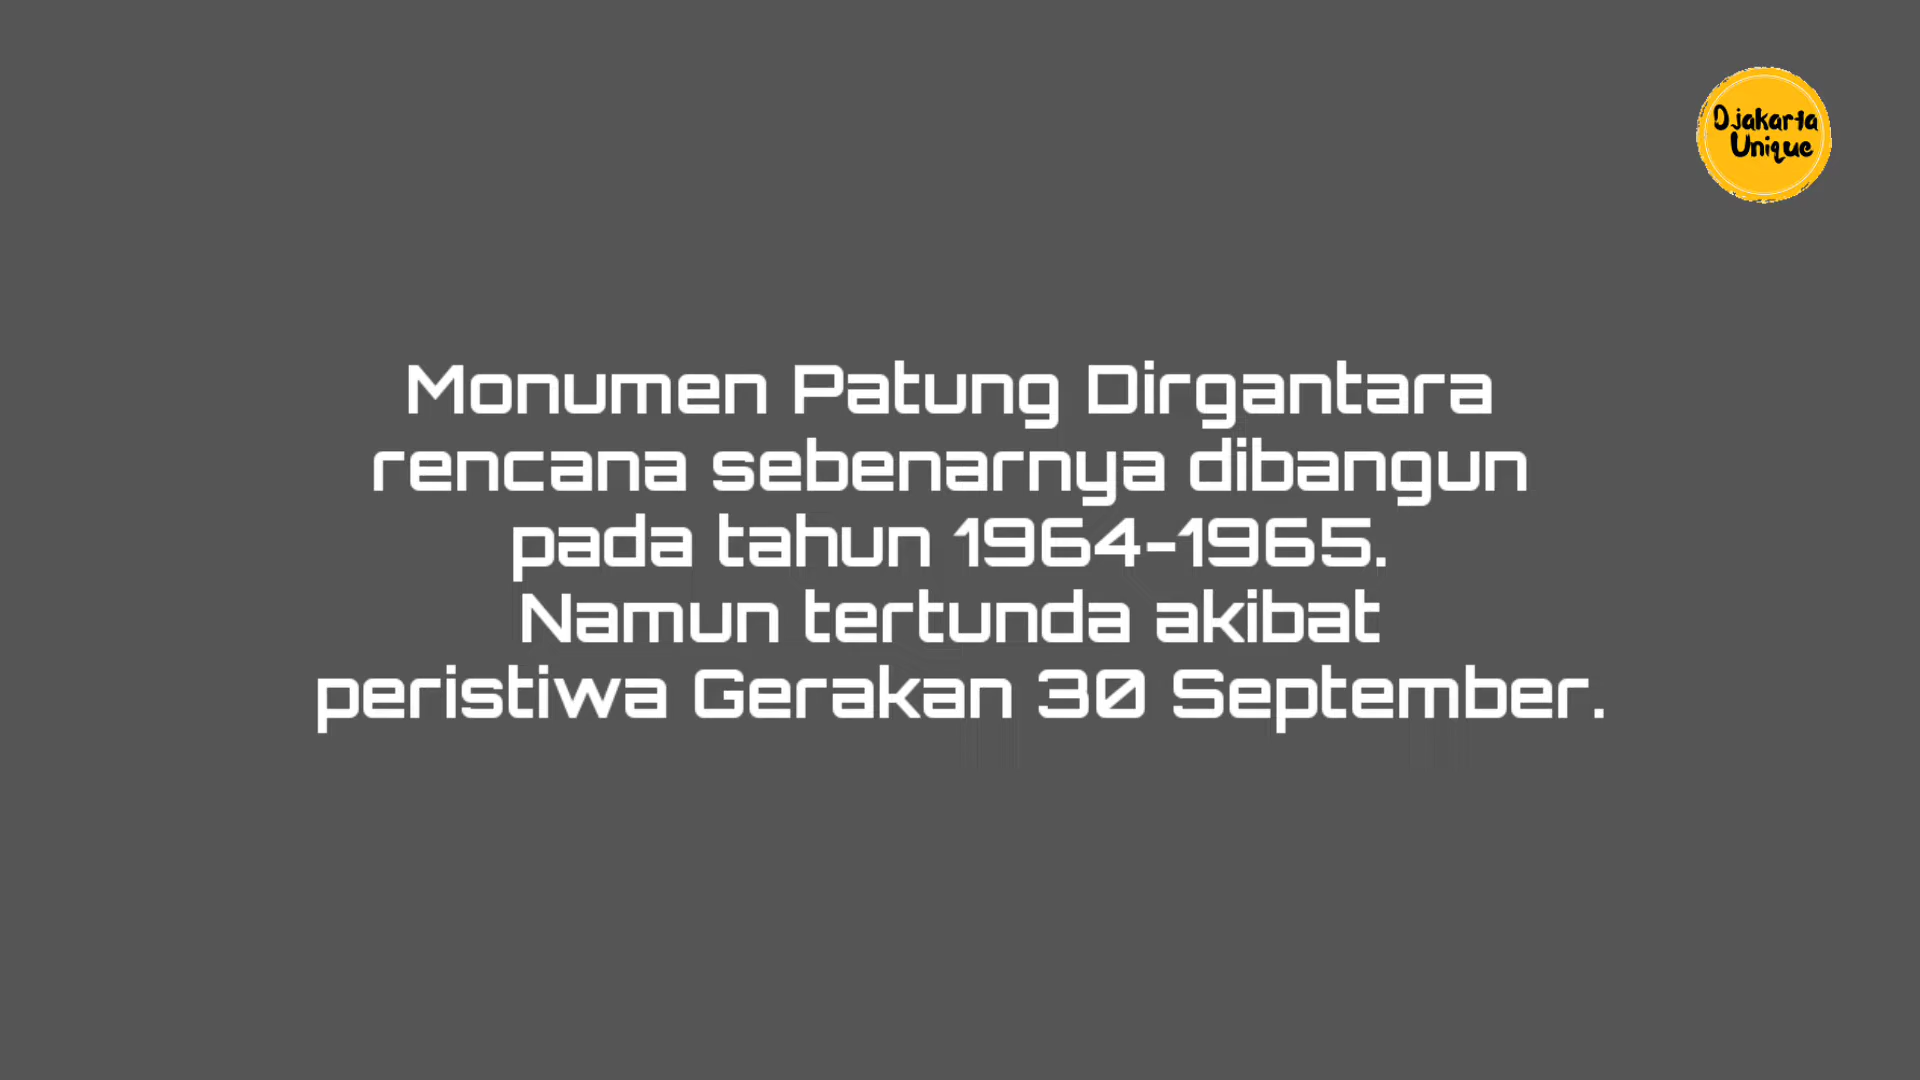 Djakarta
Unique
Monumen Patung Dirgantara
rencana sebenarnya dibangun
pada tahun 1964-1965.
Namun tertunda akibat
peristiwa Gerakan 30 September.